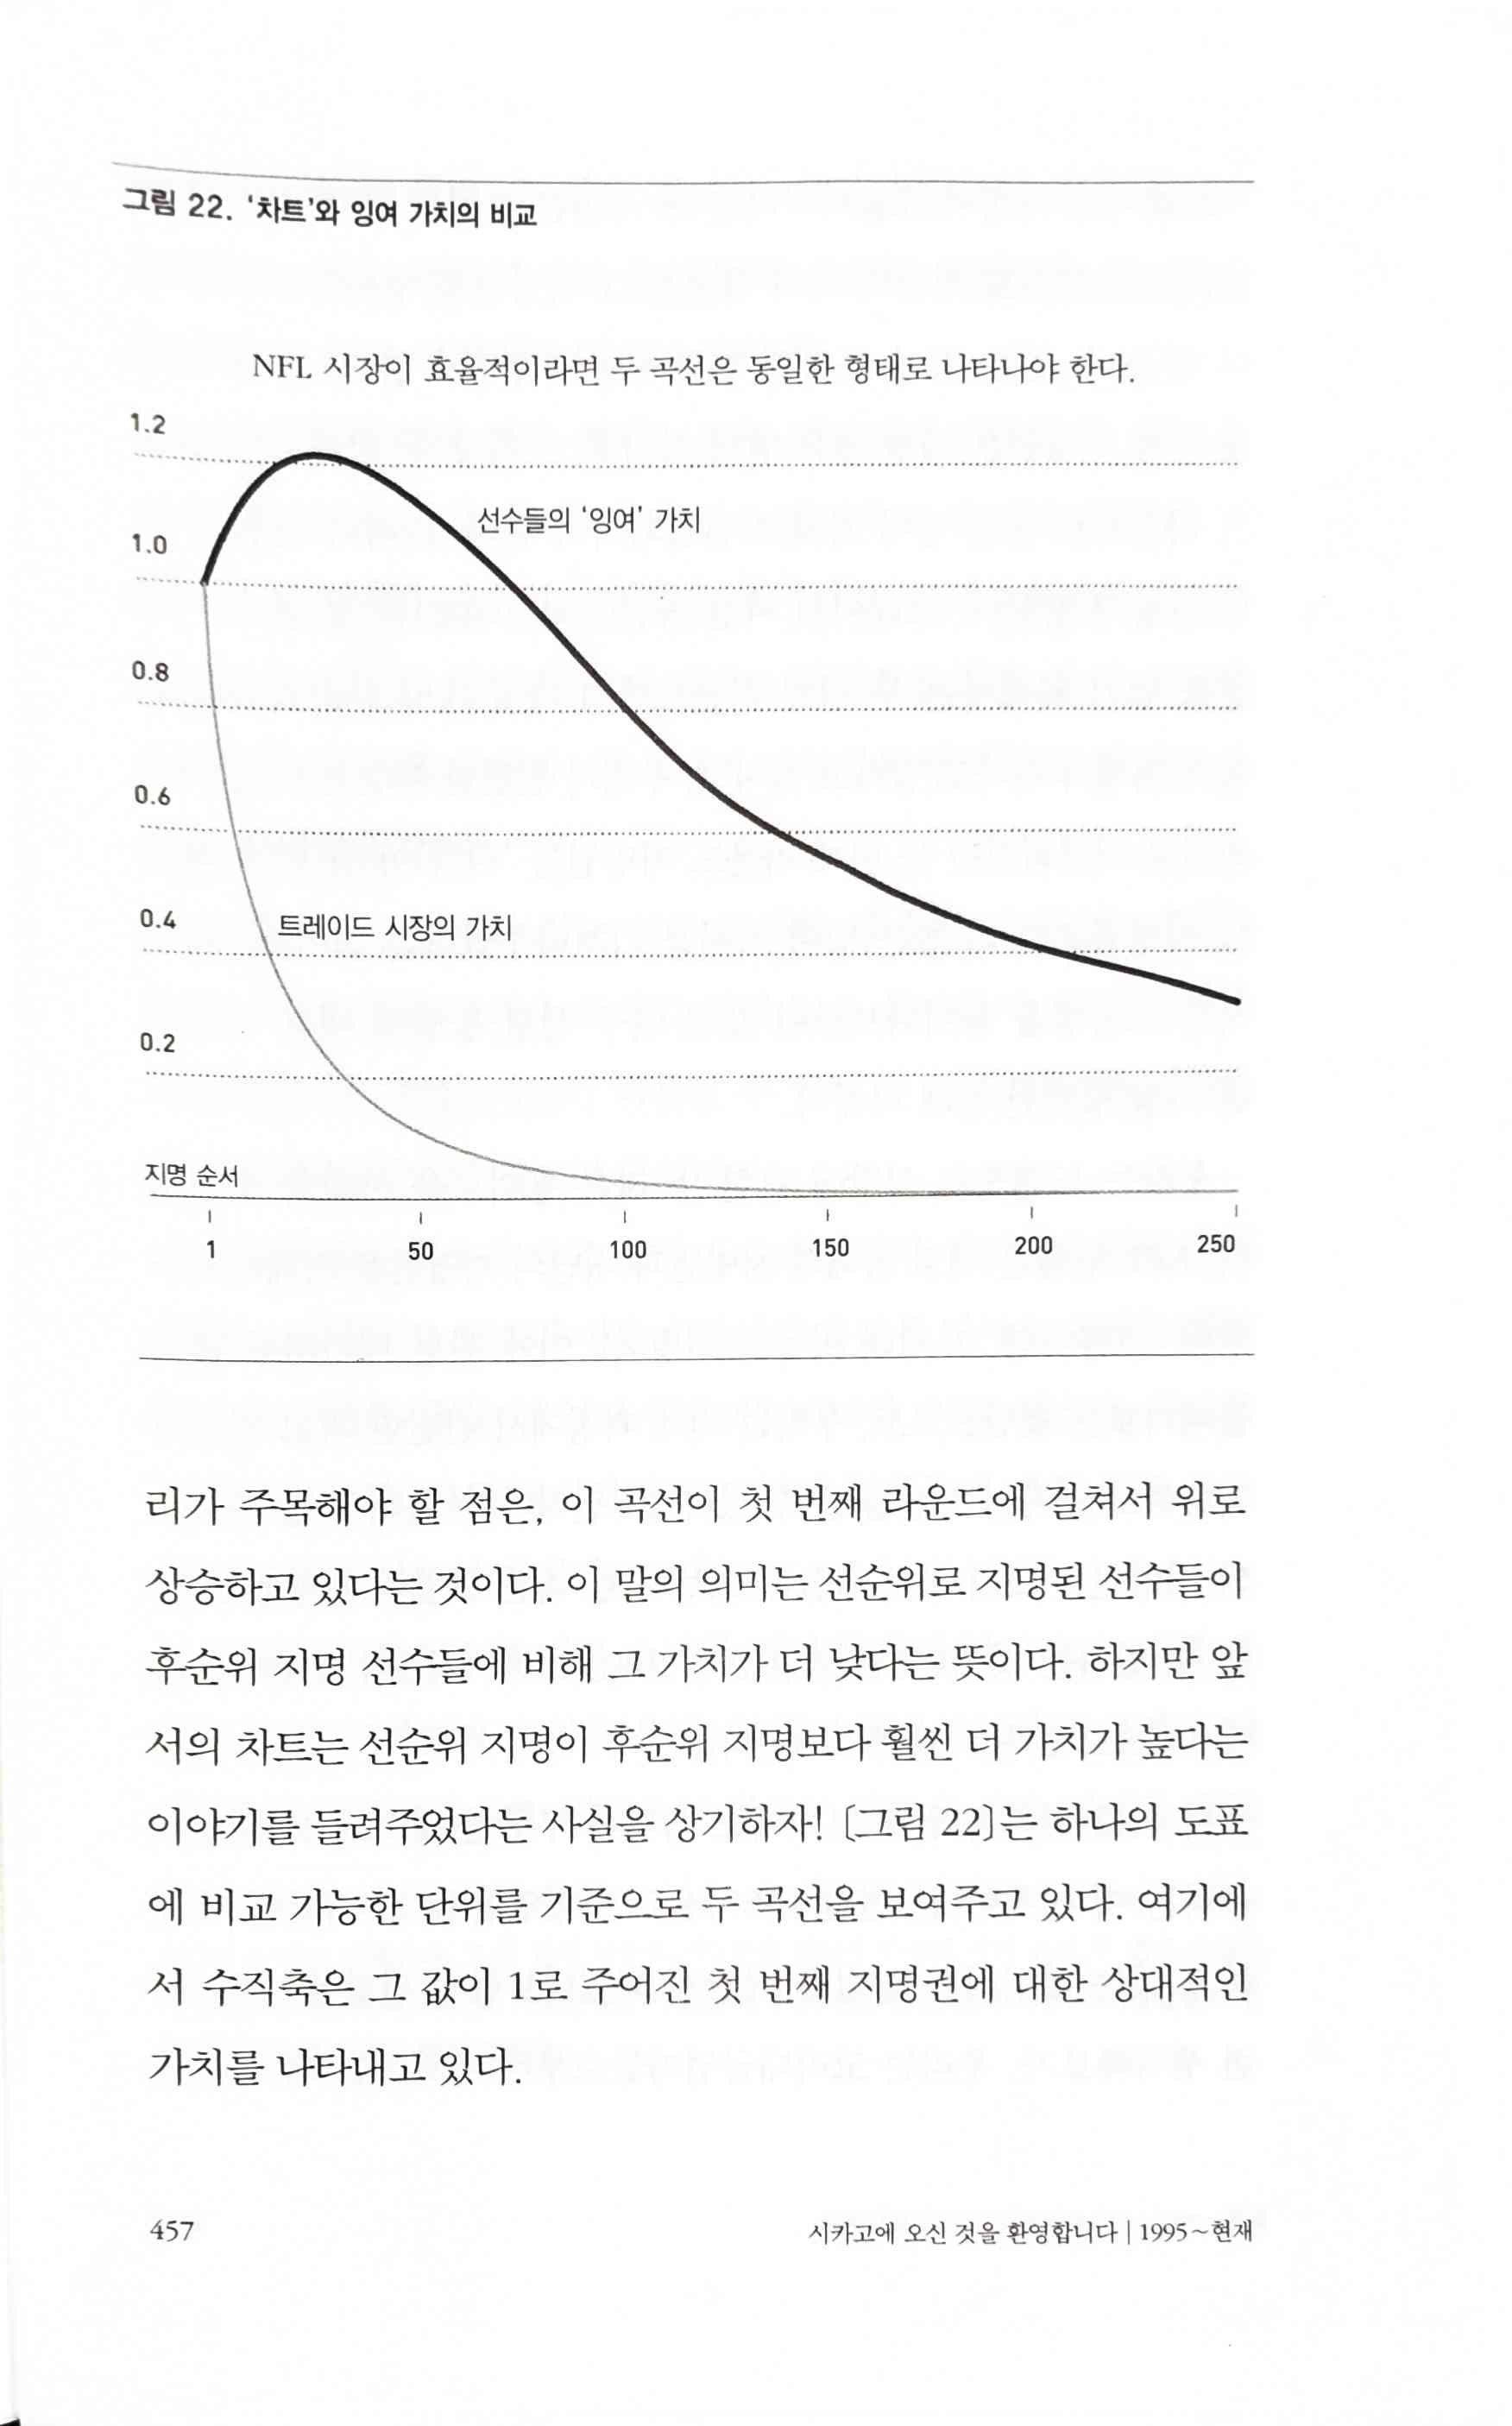 그림 22. '차트'와 잉여 가치의 비교
NFL 시장이 효율적이라면 두 곡선은 동일한 형태로 나타나야 한다.
1.2
선수들의 '잉여' 가치
1.0
0.8
0.6
0.4
트레이드 시장의 가치
0.2
지명 순서
1 50 100 150 200 250
리가 주목해야 할 점은, 이 곡선이 첫 번째 라운드에 걸쳐서 위로
상승하고 있다는 것이다. 이 말의 의미는 선순위로 지명된 선수들이
후순위 지명 선수들에 비해 그 가치가 더 낮다는 뜻이다. 하지만 앞
서의 차트는 선순위 지명이 후순위 지명보다 훨씬 더 가치가 높다는
이야기를 들려주었다는 사실을 상기하자! [그림 22]는 하나의 도표
에 비교 가능한 단위를 기준으로 두 곡선을 보여주고 있다. 여기에
서 수직축은 그 값이 1로 주어진 첫 번째 지명권에 대한 상대적인
가치를 나타내고 있다.
457
시카고에 오신 것을 환영합니다 | 1995~현재